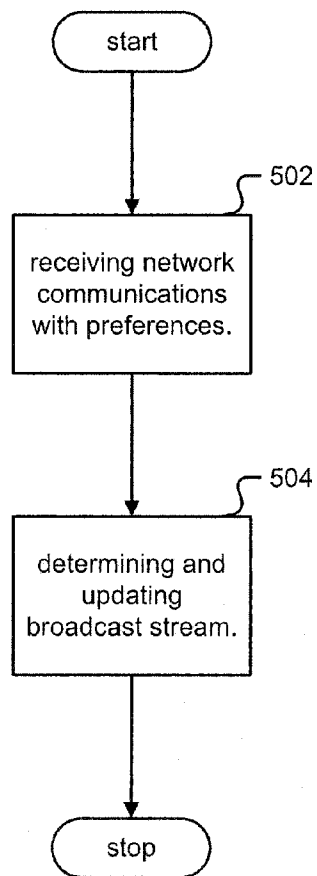 start
502
receiving network
communications
with preferences.
504
determining and
updating
broadcast stream.
stop